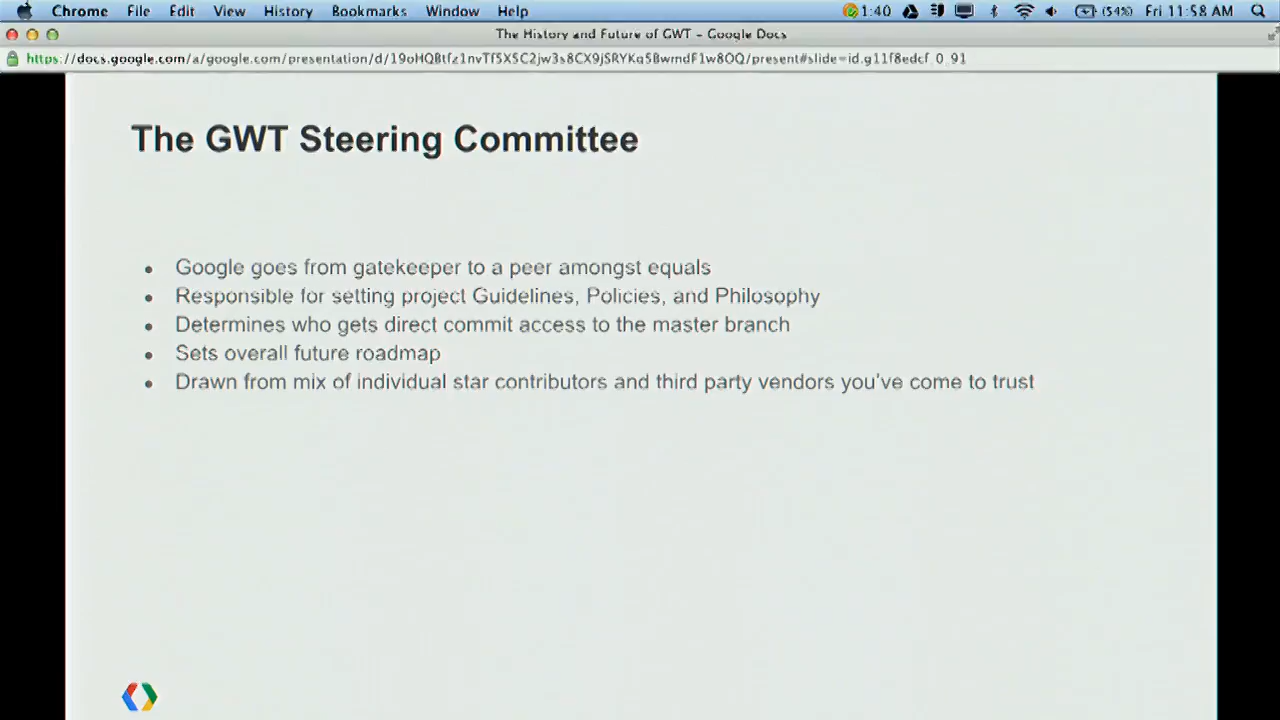 Chrome File Edit View History Bookmarks Window Help 1:40 (54%) Fri 11:58 AM
The History and Future of GWT - Google Docs
The GWT Steering Committee
Google goes from gatekeeper to a peer amongst equals
Responsible for setting project Guidelines, Policies, and Philosophy
Determines who gets direct commit access to the master branch
Sets overall future roadmap
Drawn from mix of individual star contributors and third party vendors you've come to trust